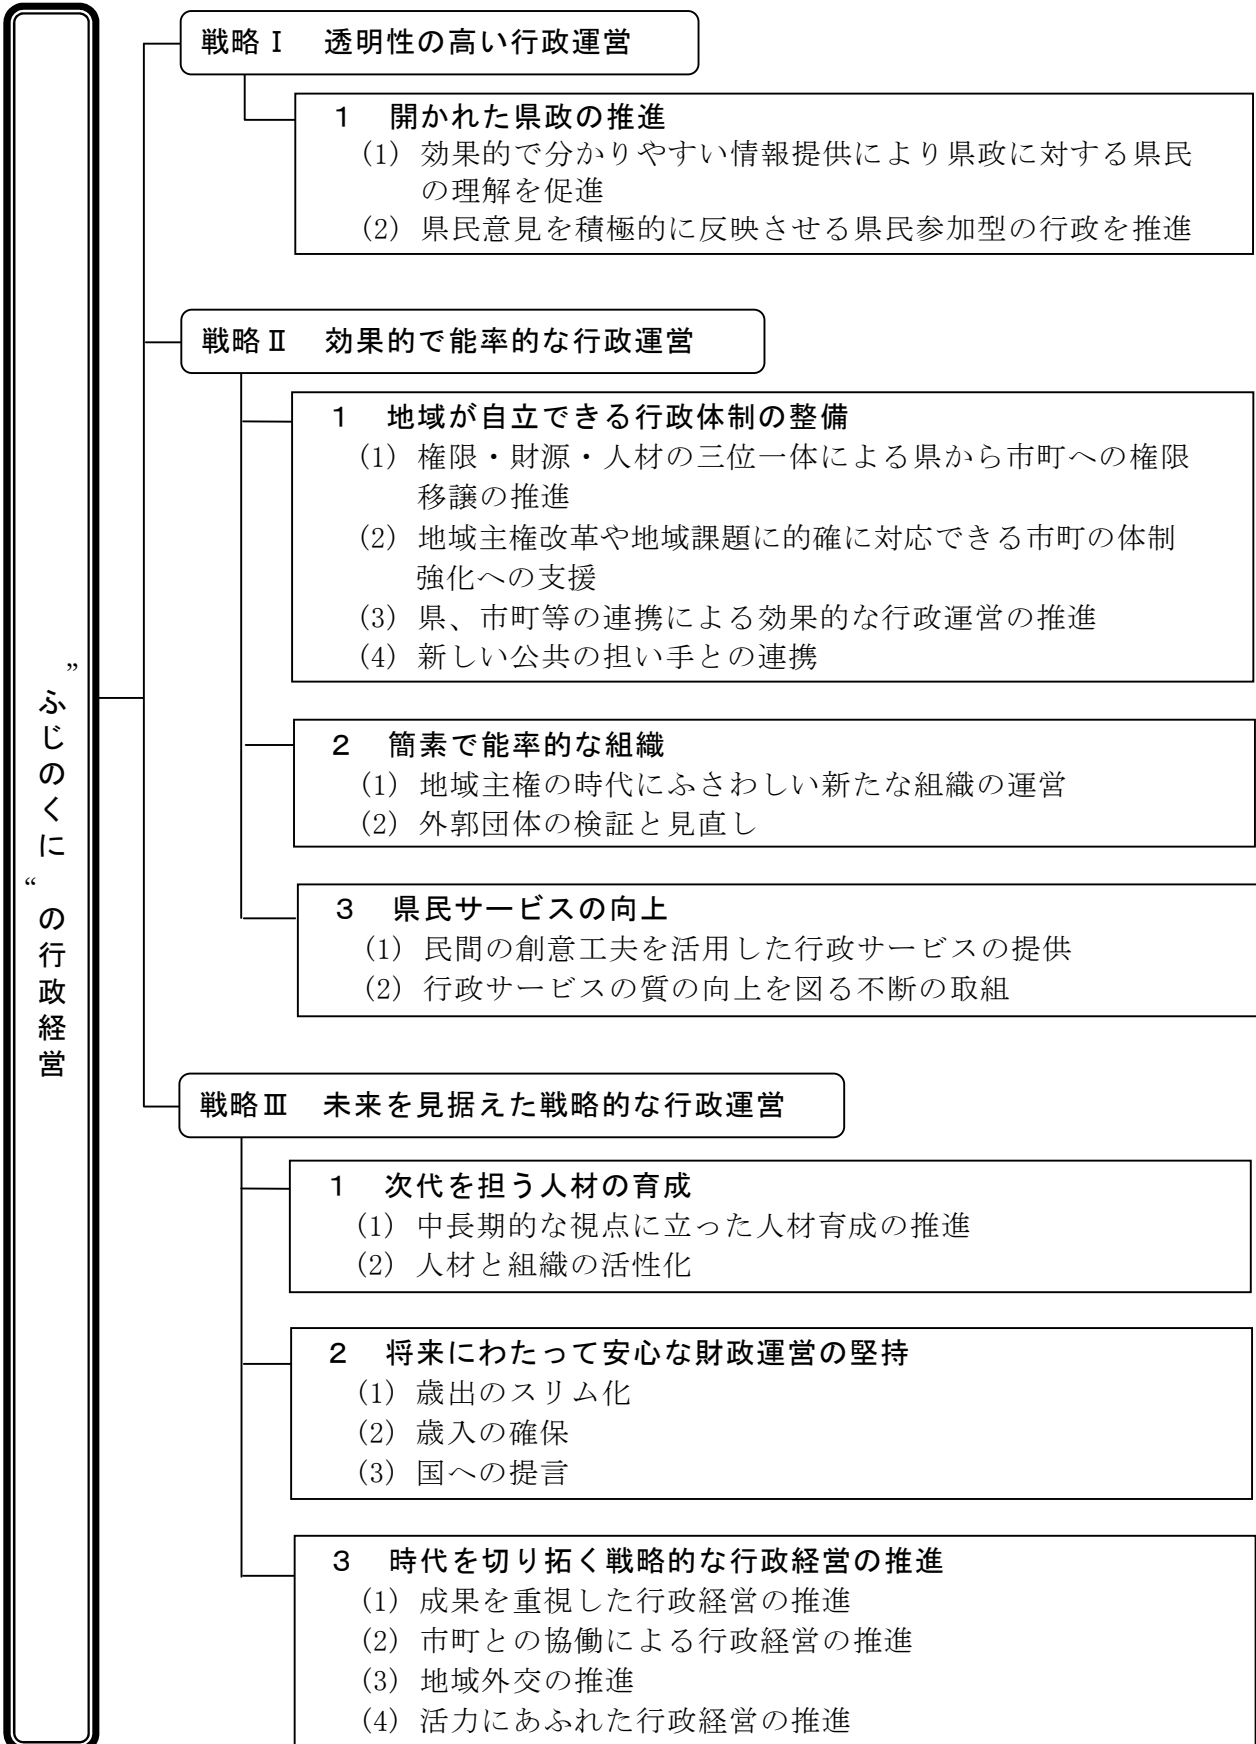 ”ふじのくに“の行政経営
戦略Ⅰ 透明性の高い行政運営
1 開かれた県政の推進
(1) 効果的で分かりやすい情報提供により県政に対する県民
の理解を促進
(2) 県民意見を積極的に反映させる県民参加型の行政を推進
戦略Ⅱ 効果的で能率的な行政運営
1 地域が自立できる行政体制の整備
(1) 権限・財源・人材の三位一体による県から市町への権限
移譲の推進
(2) 地域主権改革や地域課題に的確に対応できる市町の体制
強化への支援
(3) 県、市町等の連携による効果的な行政運営の推進
(4) 新しい公共の担い手との連携
2 簡素で能率的な組織
(1) 地域主権の時代にふさわしい新たな組織の運営
(2) 外郭団体の検証と見直し
3 県民サービスの向上
(1) 民間の創意工夫を活用した行政サービスの提供
(2) 行政サービスの質の向上を図る不断の取組
戦略Ⅲ 未来を見据えた戦略的な行政運営
1 次代を担う人材の育成
(1) 中長期的な視点に立った人材育成の推進
(2) 人材と組織の活性化
2 将来にわたって安心な財政運営の堅持
(1) 歳出のスリム化
(2) 歳入の確保
(3) 国への提言
3 時代を切り拓く戦略的な行政経営の推進
(1) 成果を重視した行政経営の推進
(2) 市町との協働による行政経営の推進
(3) 地域外交の推進
(4) 活力にあふれた行政経営の推進